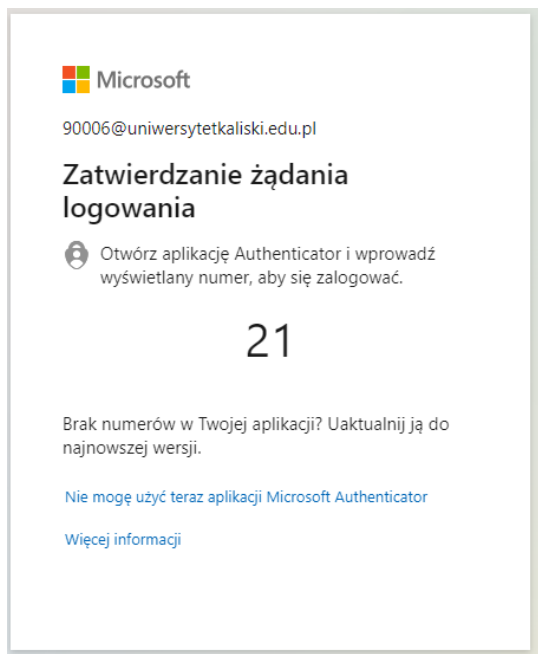 Microsoft
90006@uniwersytetkaliski.edu.pl
Zatwierdzanie żądania
logowania
Otwórz aplikację Authenticator i wprowadź
wyświetlany numer, aby się zalogować.
21
Brak numerów w Twojej aplikacji? Uaktualnij ją do
najnowszej wersji.
Nie mogę użyć teraz aplikacji Microsoft Authenticator
Więcej informacji